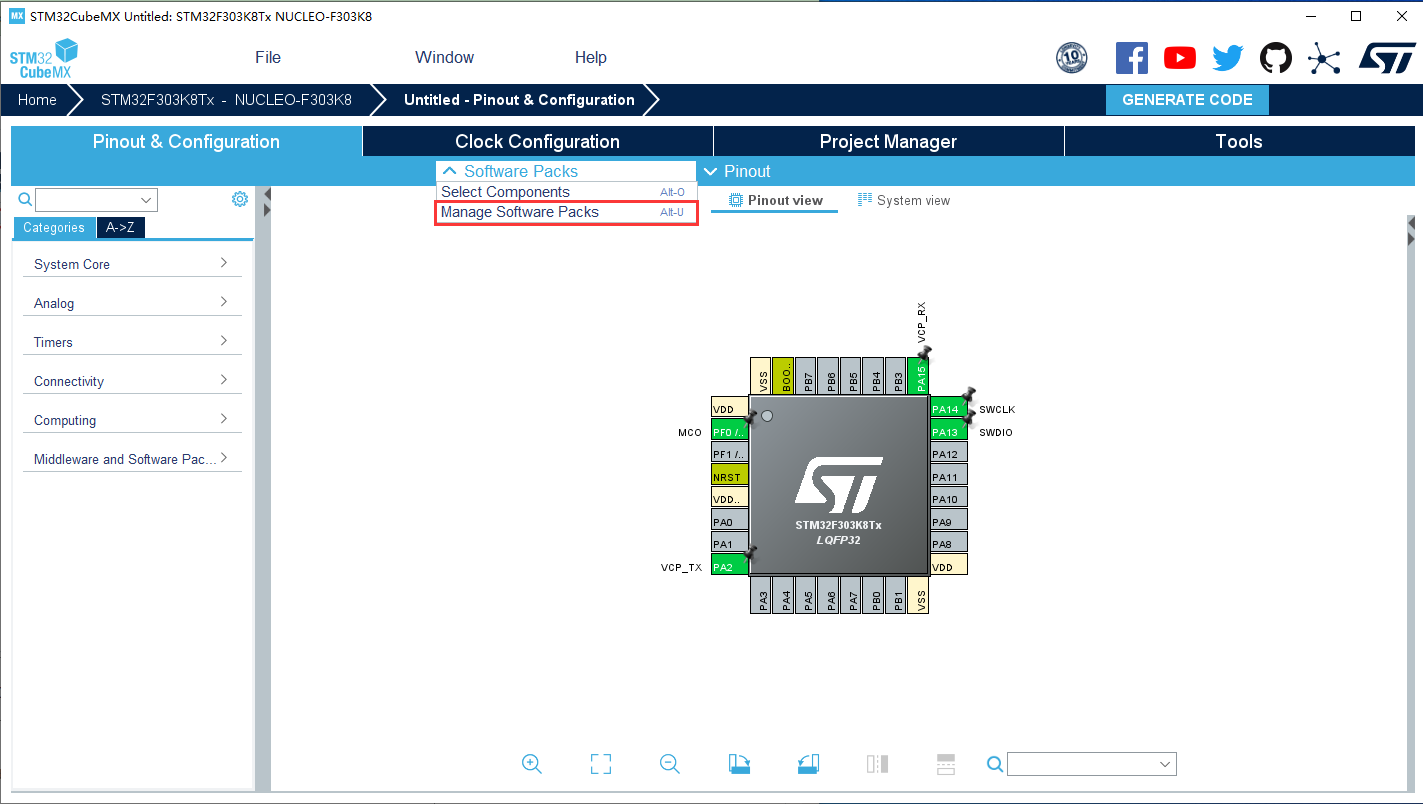 MX STM32CubeMX Untitled: STM32F303K8Tx NUCLEO-F303K8
STM32
CubeMX
File
Window
Help
10
ST
Home
STM32F303K8Tx - NUCLEO-F303K8
Untitled - Pinout & Configuration
GENERATE CODE
Pinout & Configuration
Clock Configuration
Project Manager
Tools
Software Packs
Pinout
Select Components Alt-O
Manage Software Packs Alt-U
Pinout view
System view
Categories
A->Z
System Core
Analog
Timers
Connectivity
Computing
Middleware and Software Pac...
VCP_RX
VSS
BOO..
PB7
PB6
PB5
PB4
PB3
PA15
VDD
MCO PF0 /..
PF1 /..
NRST
VDD..
PA0
PA1
VCP_TX PA2
PA14 SWCLK
PA13 SWDIO
PA12
PA11
PA10
PA9
PA8
VDD
ST
STM32F303K8Tx
LQFP32
PA3
PA4
PA5
PA6
PA7
PB0
PB1
VSS